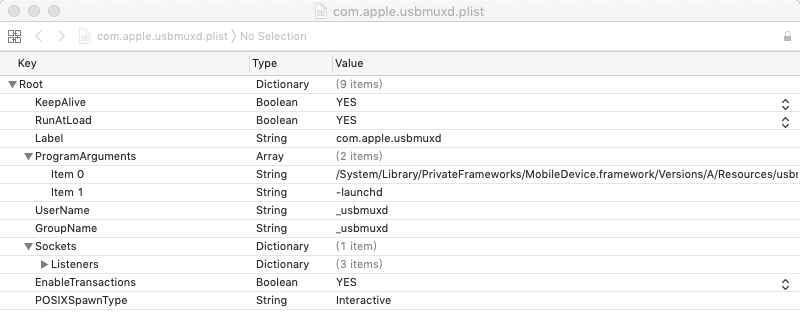 com.apple.usbmuxd.plist
com.apple.usbmuxd.plist No Selection
Key Type Value
Root Dictionary (9 items)
KeepAlive Boolean YES
RunAtLoad Boolean YES
Label String com.apple.usbmuxd
ProgramArguments Array (2 items)
Item 0 String /System/Library/PrivateFrameworks/MobileDevice.framework/Versions/A/Resources/usbm
Item 1 String -launchd
UserName String _usbmuxd
GroupName String _usbmuxd
Sockets Dictionary (1 item)
Listeners Dictionary (3 items)
EnableTransactions Boolean YES
POSIXSpawnType String Interactive